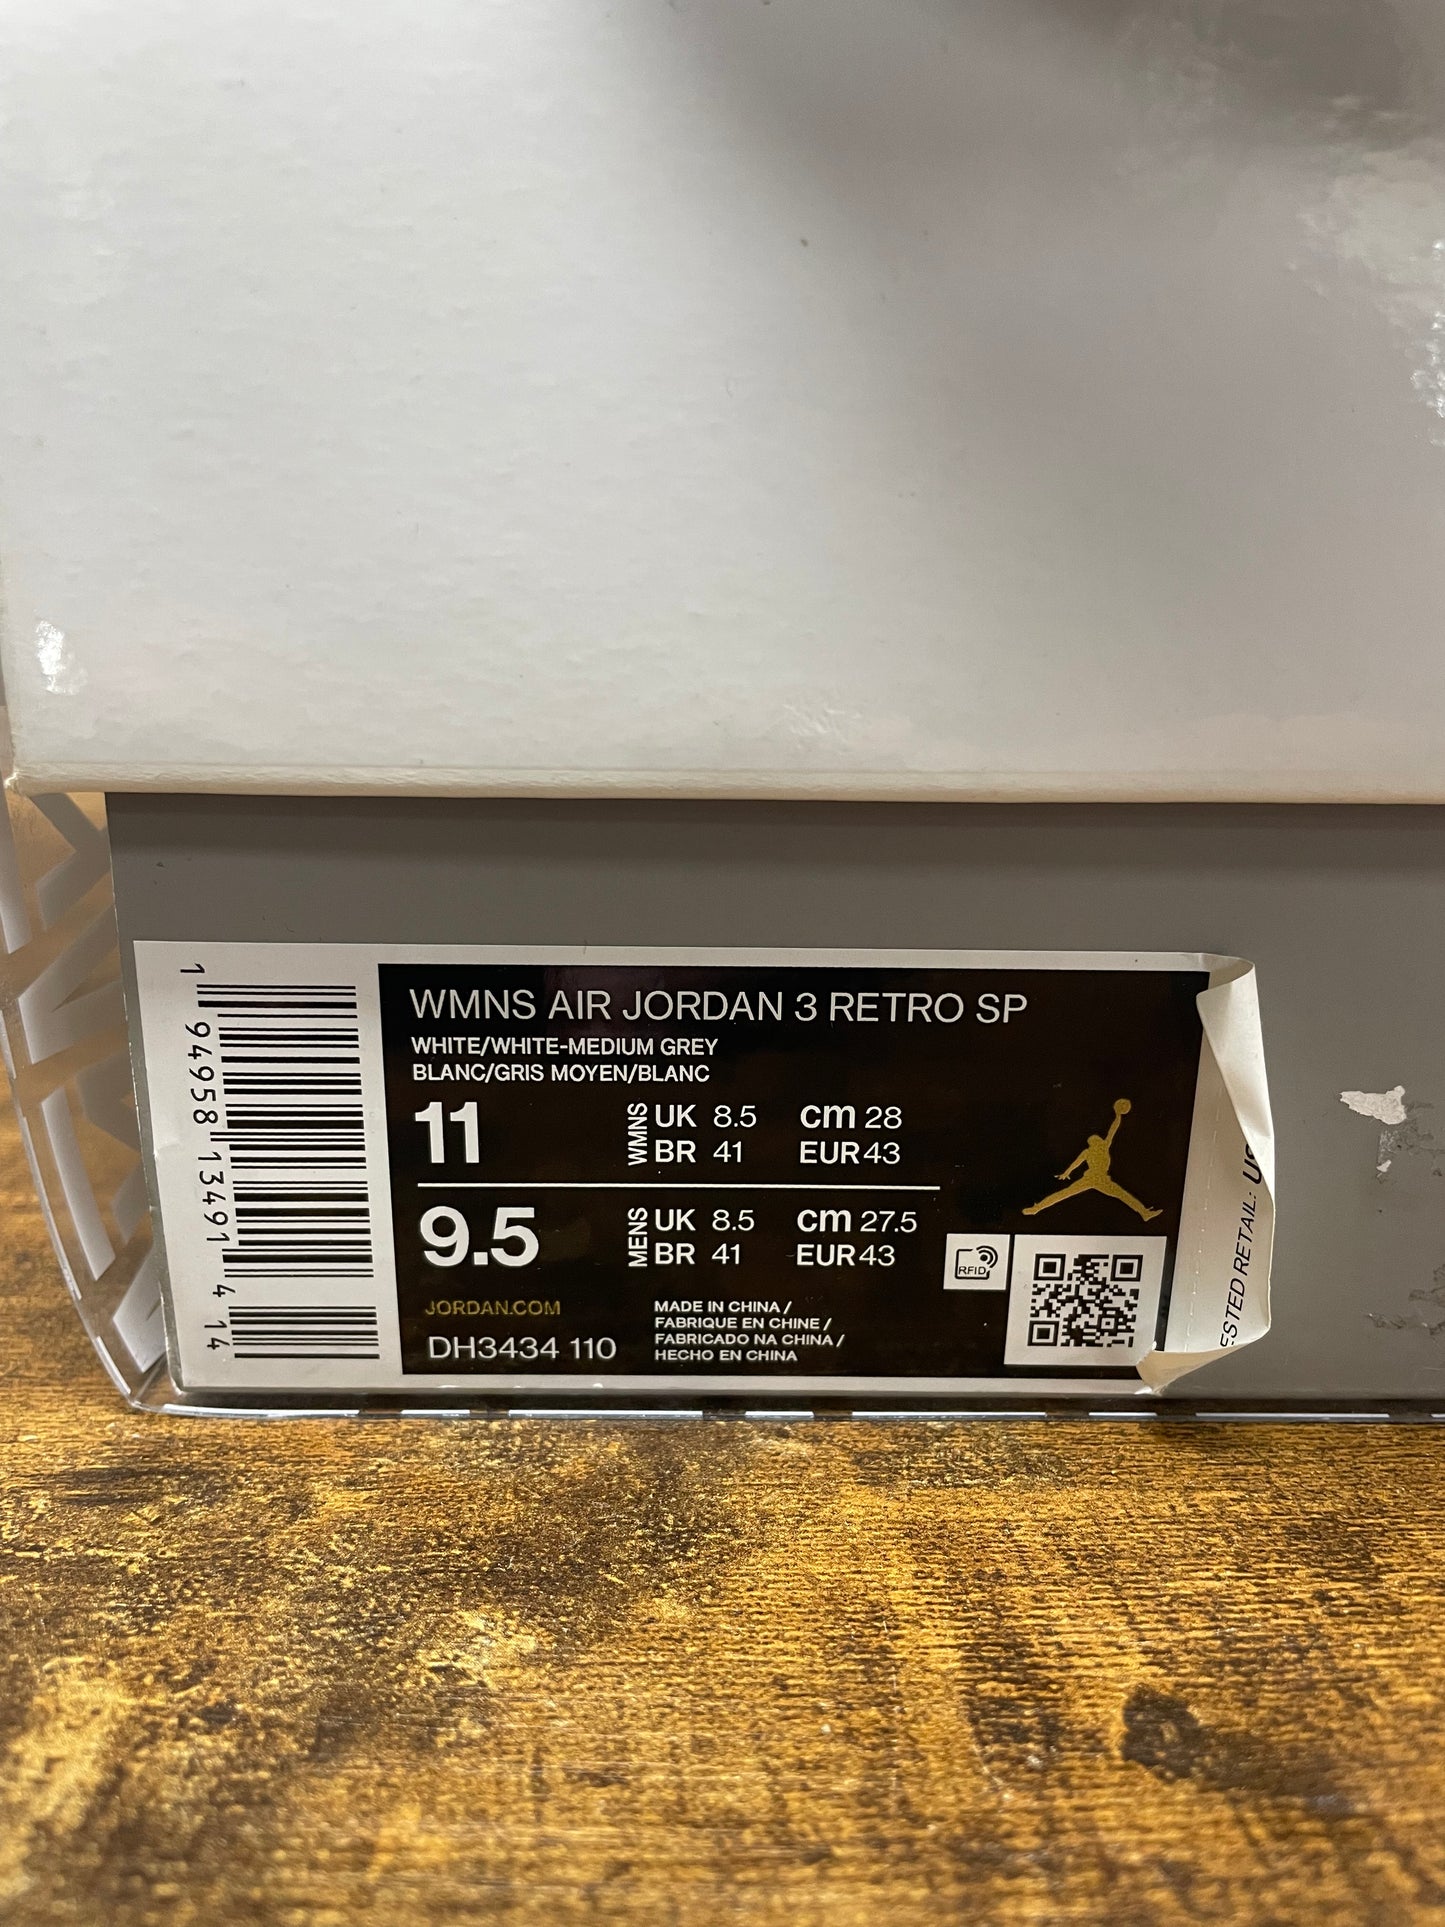 WMNS AIR JORDAN 3 RETRO SP
WHITE/WHITE-MEDIUM GREY
BLANC/GRIS MOYEN/BLANC
11 WMNS UK 8.5 cm 28
BR 41 EUR 43
9.5 MENS UK 8.5 cm 27.5
BR 41 EUR 43
JORDAN.COM
DH3434 110
MADE IN CHINA /
FABRIQUE EN CHINE /
FABRICADO NA CHINA /
HECHO EN CHINA
RFID
1 94958 13491 4 14
RETAIL: